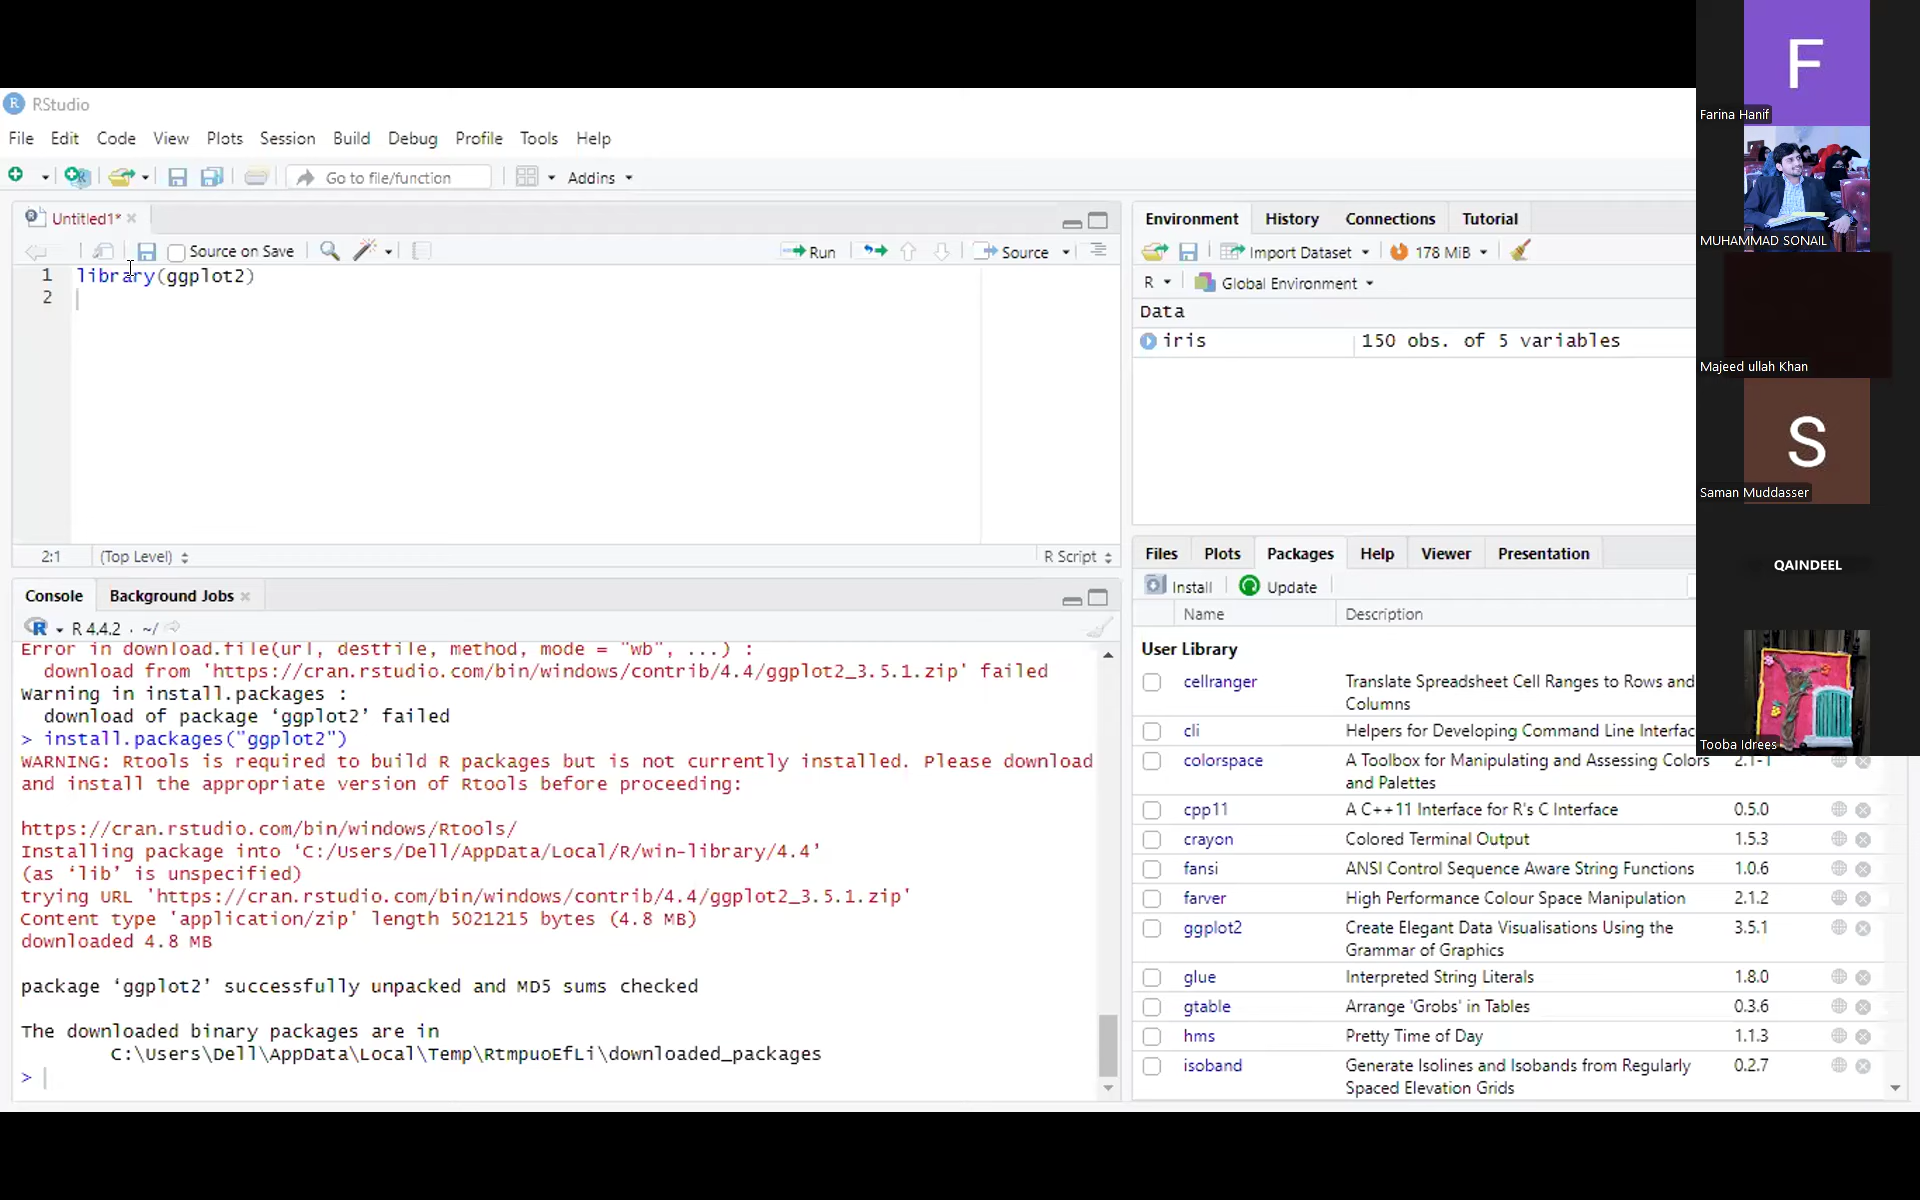 RStudio
File Edit Code View Plots Session Build Debug Profile Tools Help
Go to file/function Addins
Untitled1*
Source on Save Run Source
1 library(ggplot2)
2
2:1 (Top Level) R Script
Console Background Jobs
R 4.4.2 · ~/
Error in download.file(url, destfile, method, mode = "wb", ...) :
download from 'https://cran.rstudio.com/bin/windows/contrib/4.4/ggplot2_3.5.1.zip' failed
Warning in install.packages :
download of package ‘ggplot2’ failed
> install.packages("ggplot2")
WARNING: Rtools is required to build R packages but is not currently installed. Please download
and install the appropriate version of Rtools before proceeding:
https://cran.rstudio.com/bin/windows/Rtools/
Installing package into ‘C:/Users/Dell/AppData/Local/R/win-library/4.4’
(as ‘lib’ is unspecified)
trying URL 'https://cran.rstudio.com/bin/windows/contrib/4.4/ggplot2_3.5.1.zip'
Content type 'application/zip' length 5021215 bytes (4.8 MB)
downloaded 4.8 MB
package ‘ggplot2’ successfully unpacked and MD5 sums checked
The downloaded binary packages are in
C:\Users\Dell\AppData\Local\Temp\RtmpuoEfLi\downloaded_packages
>
Environment History Connections Tutorial
Import Dataset 178 MiB
R Global Environment
Data
iris 150 obs. of 5 variables
Files Plots Packages Help Viewer Presentation
Install Update
Name Description
User Library
cellranger Translate Spreadsheet Cell Ranges to Rows and
Columns
cli Helpers for Developing Command Line Interfac
colorspace A Toolbox for Manipulating and Assessing Colors 2.1-1
and Palettes
cpp11 A C++11 Interface for R's C Interface 0.5.0
crayon Colored Terminal Output 1.5.3
fansi ANSI Control Sequence Aware String Functions 1.0.6
farver High Performance Colour Space Manipulation 2.1.2
ggplot2 Create Elegant Data Visualisations Using the 3.5.1
Grammar of Graphics
glue Interpreted String Literals 1.8.0
gtable Arrange 'Grobs' in Tables 0.3.6
hms Pretty Time of Day 1.1.3
isoband Generate Isolines and Isobands from Regularly 0.2.7
Spaced Elevation Grids
F
Farina Hanif
MUHAMMAD SONAIL
Majeed ullah Khan
S
Saman Muddasser
QAINDEEL
Tooba Idrees